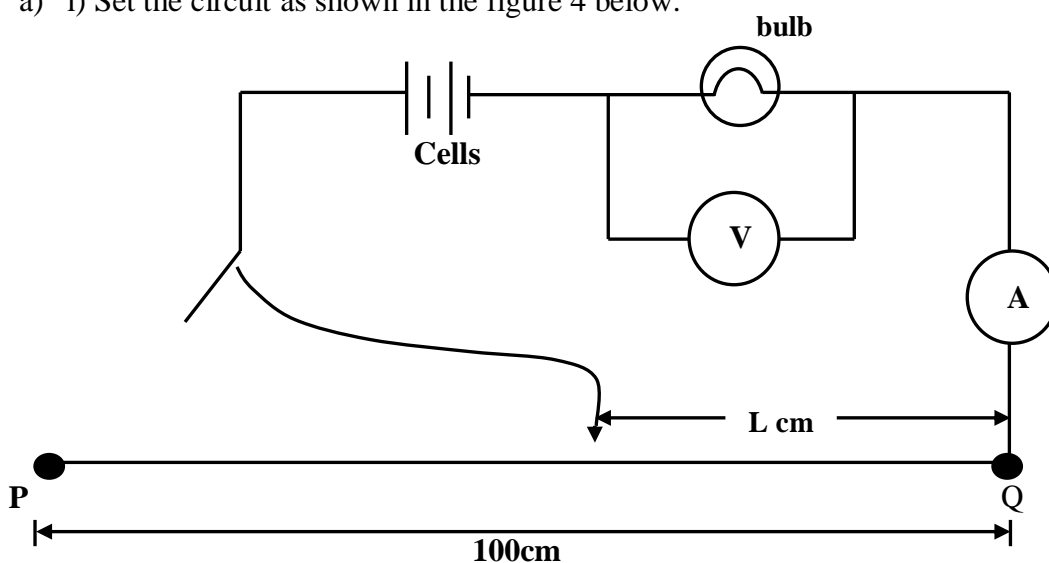 a) i) Set the circuit as shown in the figure 4 below.
bulb
Cells
V
A
L cm
P
Q
100cm